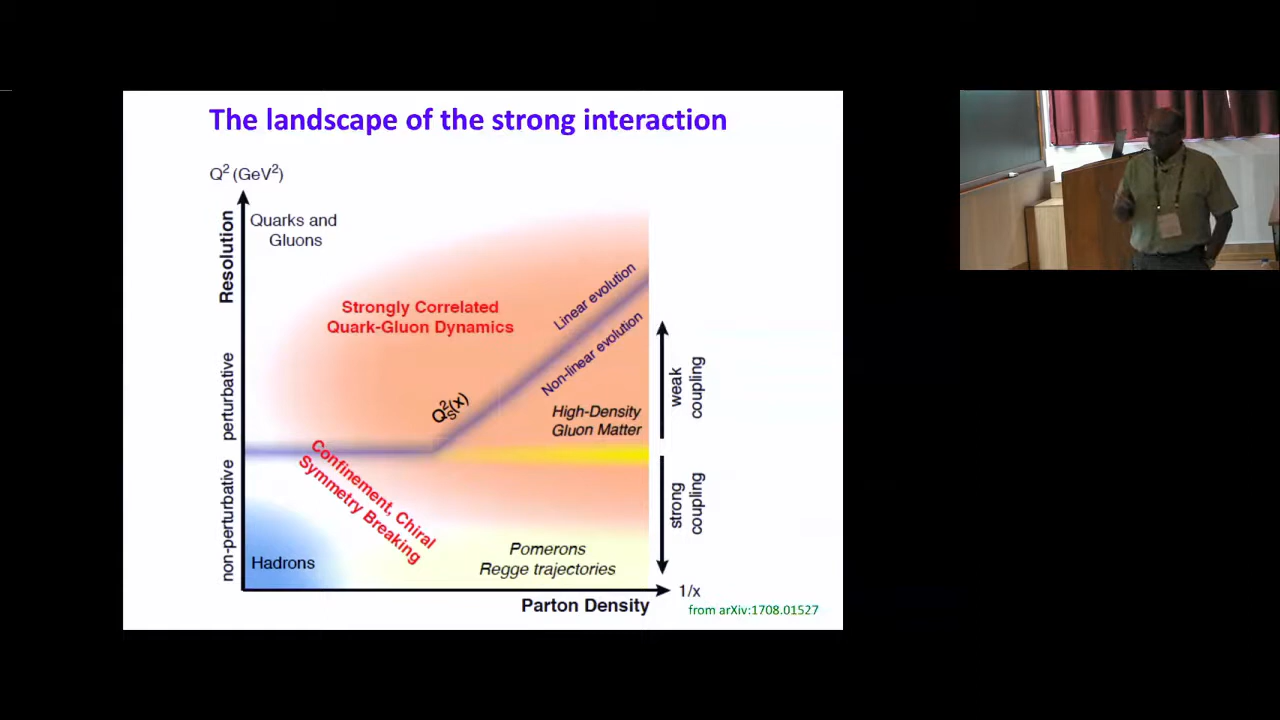 The landscape of the strong interaction
Q² (GeV²)
Resolution
Quarks and
Gluons
Strongly Correlated
Quark-Gluon Dynamics
Linear evolution
Non-linear evolution
Q²S(x)
High-Density
Gluon Matter
perturbative
non-perturbative
weak
coupling
strong
coupling
Confinement, Chiral
Symmetry Breaking
Hadrons
Pomerons
Regge trajectories
1/x
Parton Density
from arXiv:1708.01527